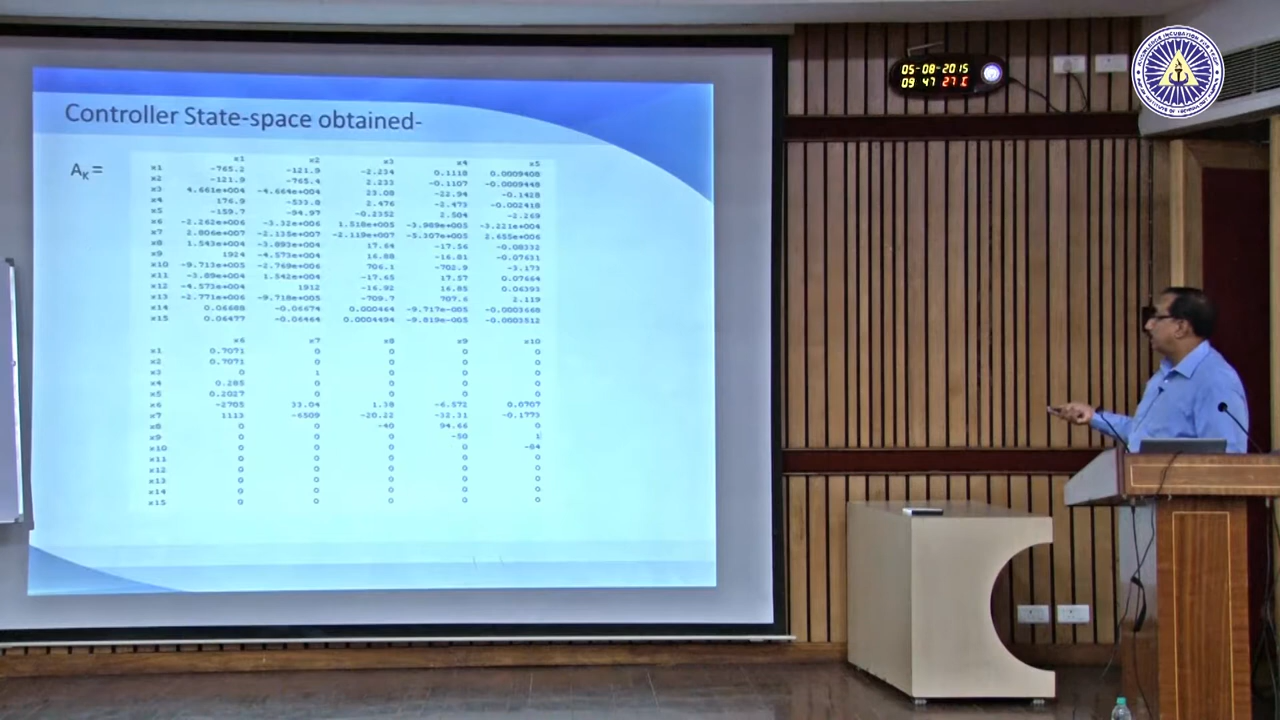 05-08-2015
09 47 27 C
Controller State-space obtained-
A_K =
x1 x2 x3 x4 x5
x1 -765.2 -121.9 -2.234 0.1118 0.0009408
x2 -121.9 -765.4 2.233 -0.1107 -0.0009448
x3 4.661e+004 -4.664e+004 23.08 -22.94 -0.1428
x4 176.9 -533.8 2.476 -2.473 -0.002418
x5 -159.7 -94.97 -0.2352 2.504 -2.269
x6 -2.262e+006 -3.32e+006 1.518e+005 -3.989e+005 -3.221e+004
x7 2.806e+007 -2.135e+007 -2.119e+007 -5.307e+005 2.655e+006
x8 1.543e+004 -3.893e+004 17.64 -17.56 -0.08332
x9 1924 -4.573e+004 16.88 -16.81 -0.07631
x10 -9.713e+005 -2.769e+006 706.1 -702.9 -3.173
x11 -3.89e+004 1.542e+004 -17.65 17.57 0.07664
x12 -4.573e+004 1912 -16.92 16.85 0.06393
x13 -2.771e+006 -9.718e+005 -709.7 707.6 2.119
x14 0.06688 -0.06674 0.000464 -9.717e-005 -0.0003668
x15 0.06477 -0.06464 0.0004494 -9.819e-005 -0.0003512
x6 x7 x8 x9 x10
x1 0.7071 0 0 0 0
x2 0.7071 0 0 0 0
x3 0 1 0 0 0
x4 0.285 0 0 0 0
x5 0.2027 0 0 0 0
x6 -2705 33.04 1.38 -6.572 0.0707
x7 1113 -6509 -20.22 -32.31 -0.1773
x8 0 0 -40 94.66 0
x9 0 0 0 -50 1
x10 0 0 0 0 -84
x11 0 0 0 0 0
x12 0 0 0 0 0
x13 0 0 0 0 0
x14 0 0 0 0 0
x15 0 0 0 0 0